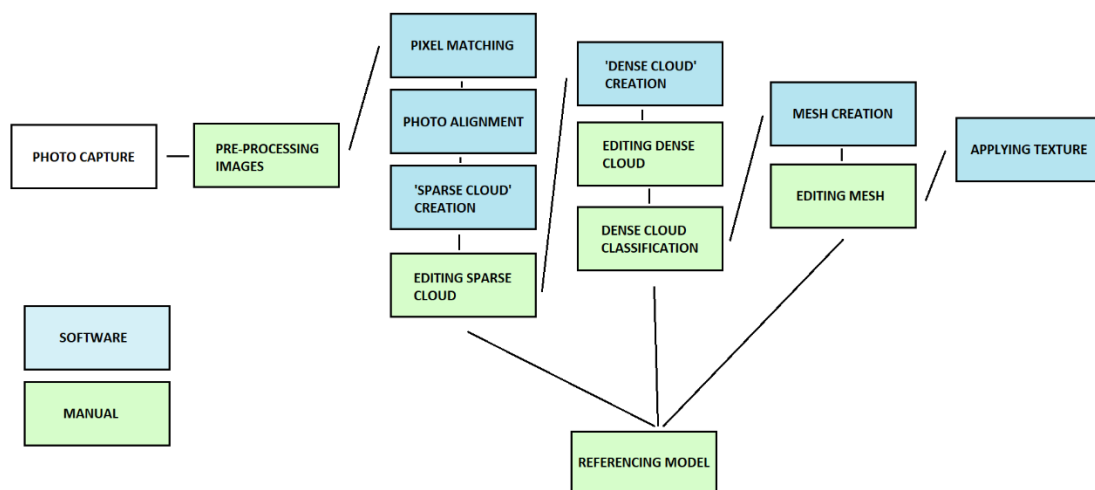 PHOTO CAPTURE
PRE-PROCESSING
IMAGES
PIXEL MATCHING
PHOTO ALIGNMENT
'SPARSE CLOUD'
CREATION
EDITING SPARSE
CLOUD
'DENSE CLOUD'
CREATION
EDITING DENSE
CLOUD
DENSE CLOUD
CLASSIFICATION
MESH CREATION
EDITING MESH
APPLYING TEXTURE
REFERENCING MODEL
SOFTWARE
MANUAL